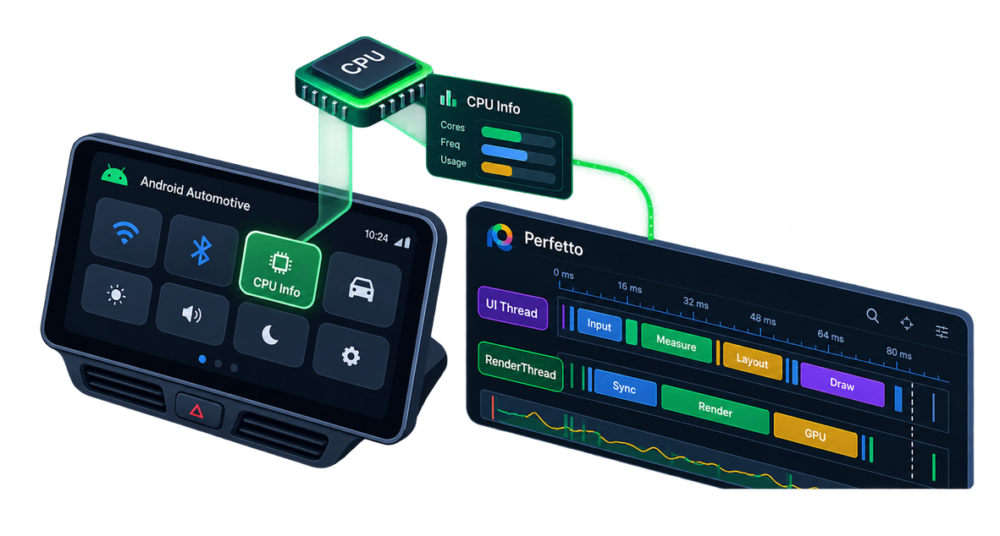 CPU
CPU Info
Cores
Freq
Usage
Android Automotive
10:24
CPU Info
Perfetto
0 ms
16 ms
32 ms
48 ms
64 ms
80 ms
UI Thread
Input
Measure
Layout
Draw
RenderThread
Sync
Render
GPU